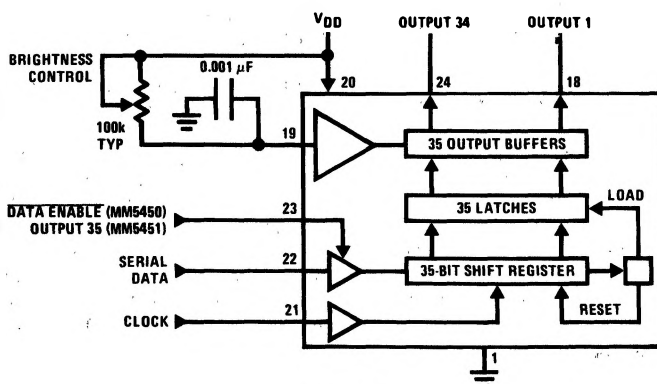 V_DD
OUTPUT 34
OUTPUT 1
BRIGHTNESS
CONTROL
0.001 µF
20
24
18
100k
TYP
19
35 OUTPUT BUFFERS
LOAD
DATA ENABLE (MM5450)
OUTPUT 35 (MM5451)
23
35 LATCHES
SERIAL
DATA
22
35-BIT SHIFT REGISTER
RESET
CLOCK
21
1